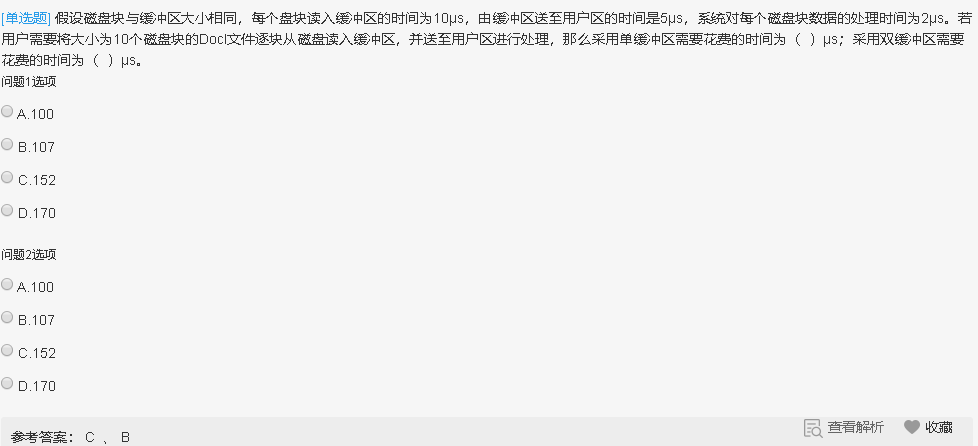 [单选题] 假设磁盘块与缓冲区大小相同，每个盘块读入缓冲区的时间为10μs，由缓冲区送至用户区的时间是5μs，系统对每个磁盘块数据的处理时间为2μs。若
用户需要将大小为10个磁盘块的Docl文件逐块从磁盘读入缓冲区，并送至用户区进行处理，那么采用单缓冲区需要花费的时间为（ ）μs；采用双缓冲区需要
花费的时间为（ ）μs。
问题1选项
A.100
B.107
C.152
D.170
问题2选项
A.100
B.107
C.152
D.170
参考答案： C 、 B 查看解析 收藏